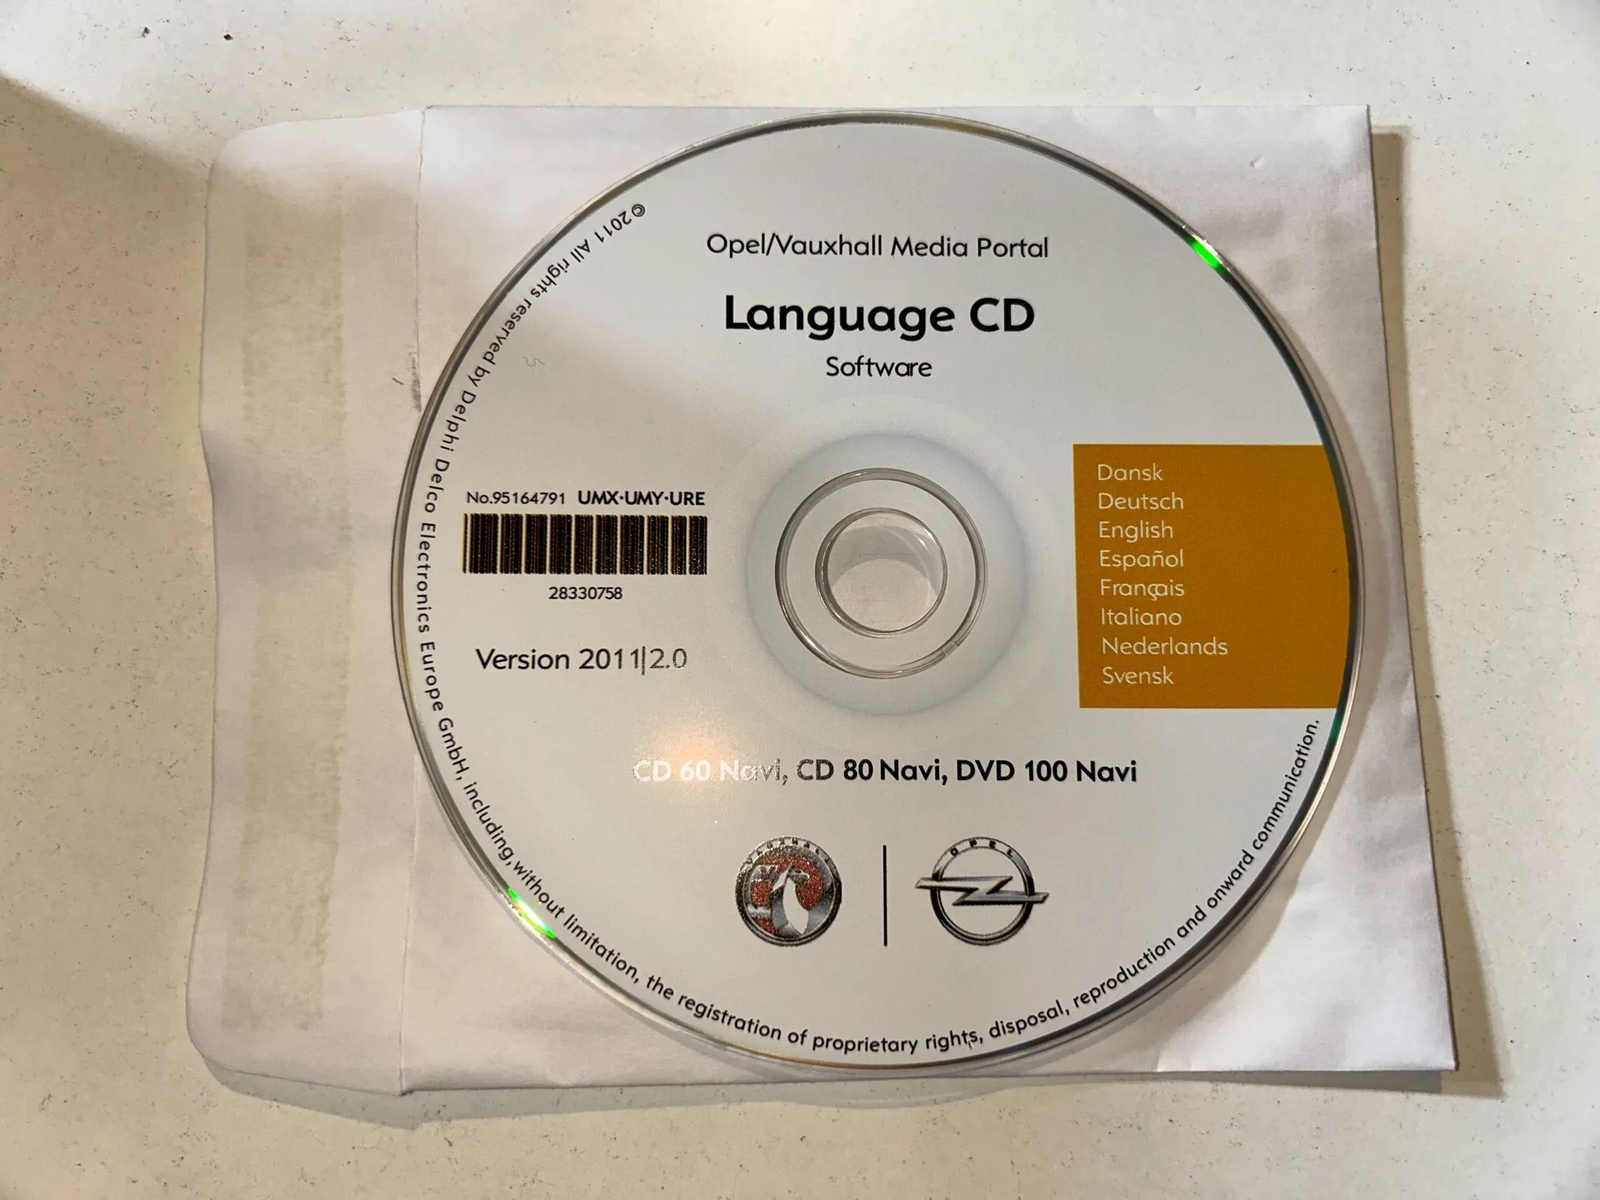 Opel/Vauxhall Media Portal
Language CD
Software
No.95164791 UMX·UMY·URE
28330758
Version 2011|2.0
Dansk
Deutsch
English
Español
Français
Italiano
Nederlands
Svensk
CD 60 Navi, CD 80 Navi, DVD 100 Navi
VAUXHALL
OPEL
© 2011 All rights reserved by Delphi Delco Electronics Europe GmbH, including, without limitation, the registration of proprietary rights, disposal, reproduction and onward communication.